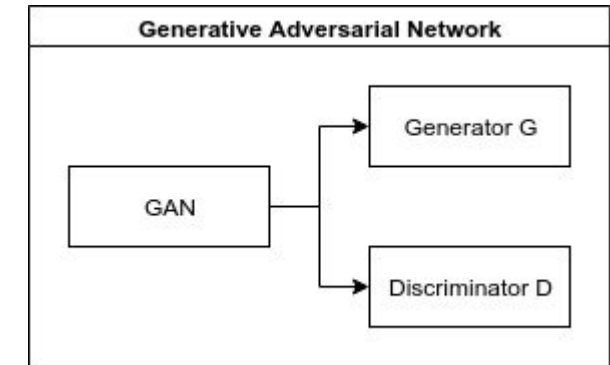 Generative Adversarial Network
Generator G
GAN
Discriminator D